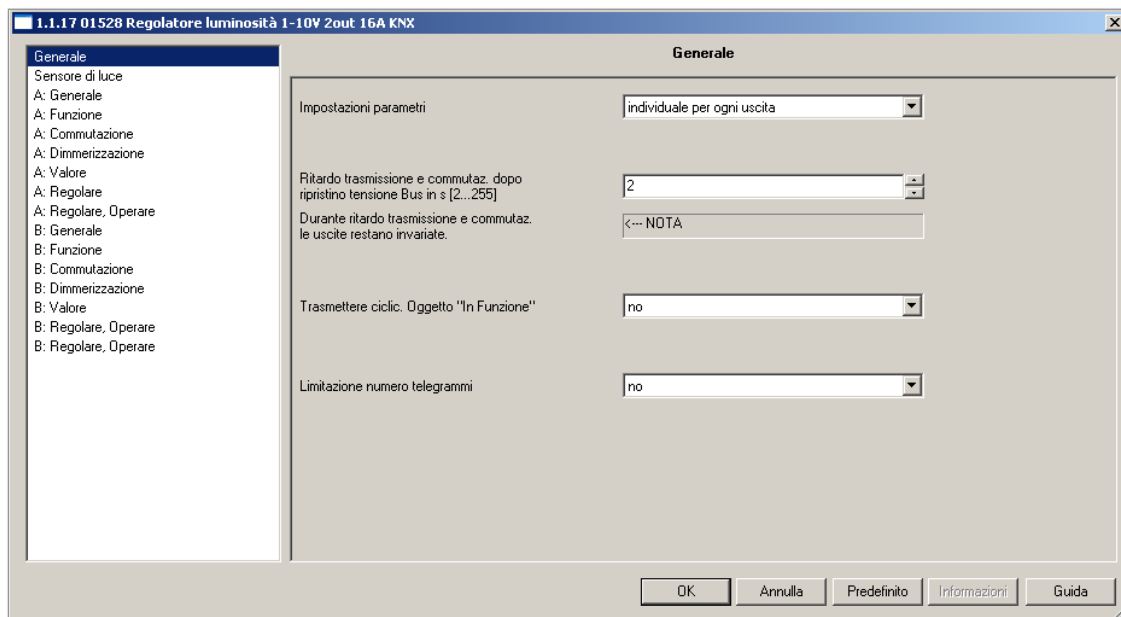 1.1.17 01528 Regolatore luminosità 1-10V 2out 16A KNX
Generale
Sensore di luce
A: Generale
A: Funzione
A: Commutazione
A: Dimmerizzazione
A: Valore
A: Regolare
A: Regolare, Operare
B: Generale
B: Funzione
B: Commutazione
B: Dimmerizzazione
B: Valore
B: Regolare, Operare
B: Regolare, Operare
Generale
Impostazioni parametri
individuale per ogni uscita
Ritardo trasmissione e commutaz. dopo
ripristino tensione Bus in s [2...255]
2
Durante ritardo trasmissione e commutaz.
le uscite restano invariate.
<--- NOTA
Trasmettere ciclic. Oggetto "In Funzione"
no
Limitazione numero telegrammi
no
OK
Annulla
Predefinito
Informazioni
Guida